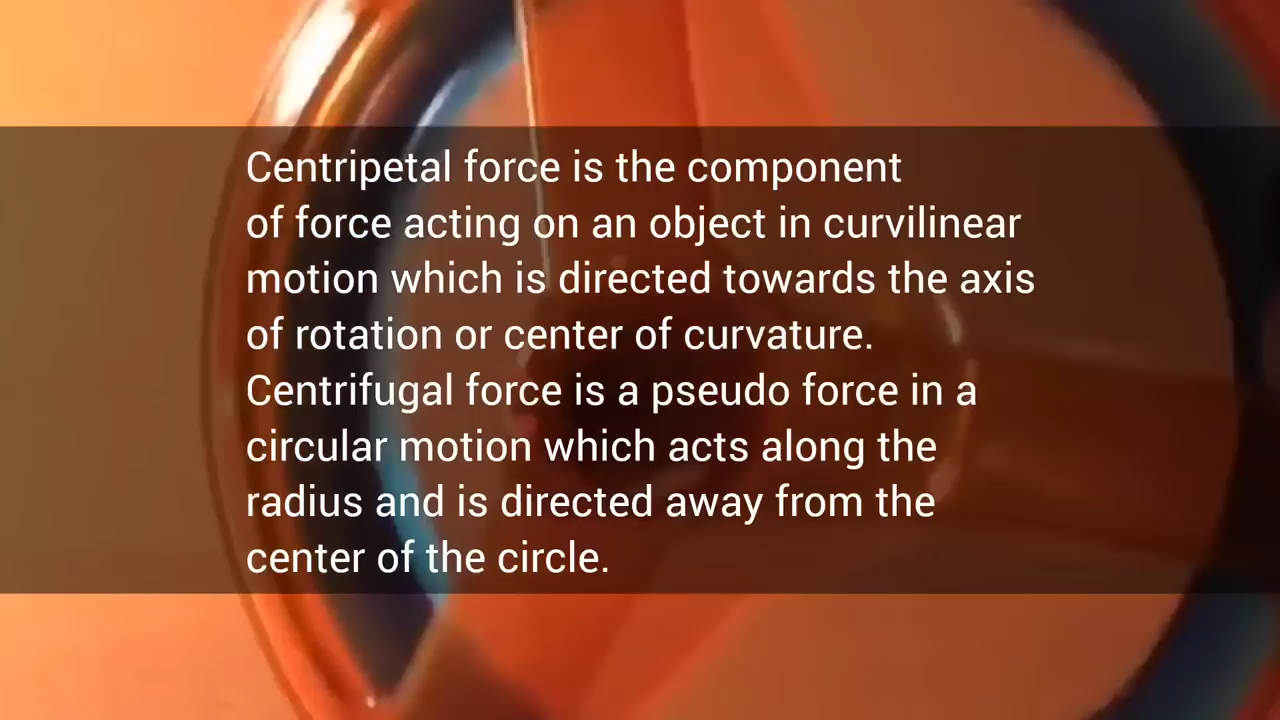 Centripetal force is the component
of force acting on an object in curvilinear
motion which is directed towards the axis
of rotation or center of curvature.
Centrifugal force is a pseudo force in a
circular motion which acts along the
radius and is directed away from the
center of the circle.